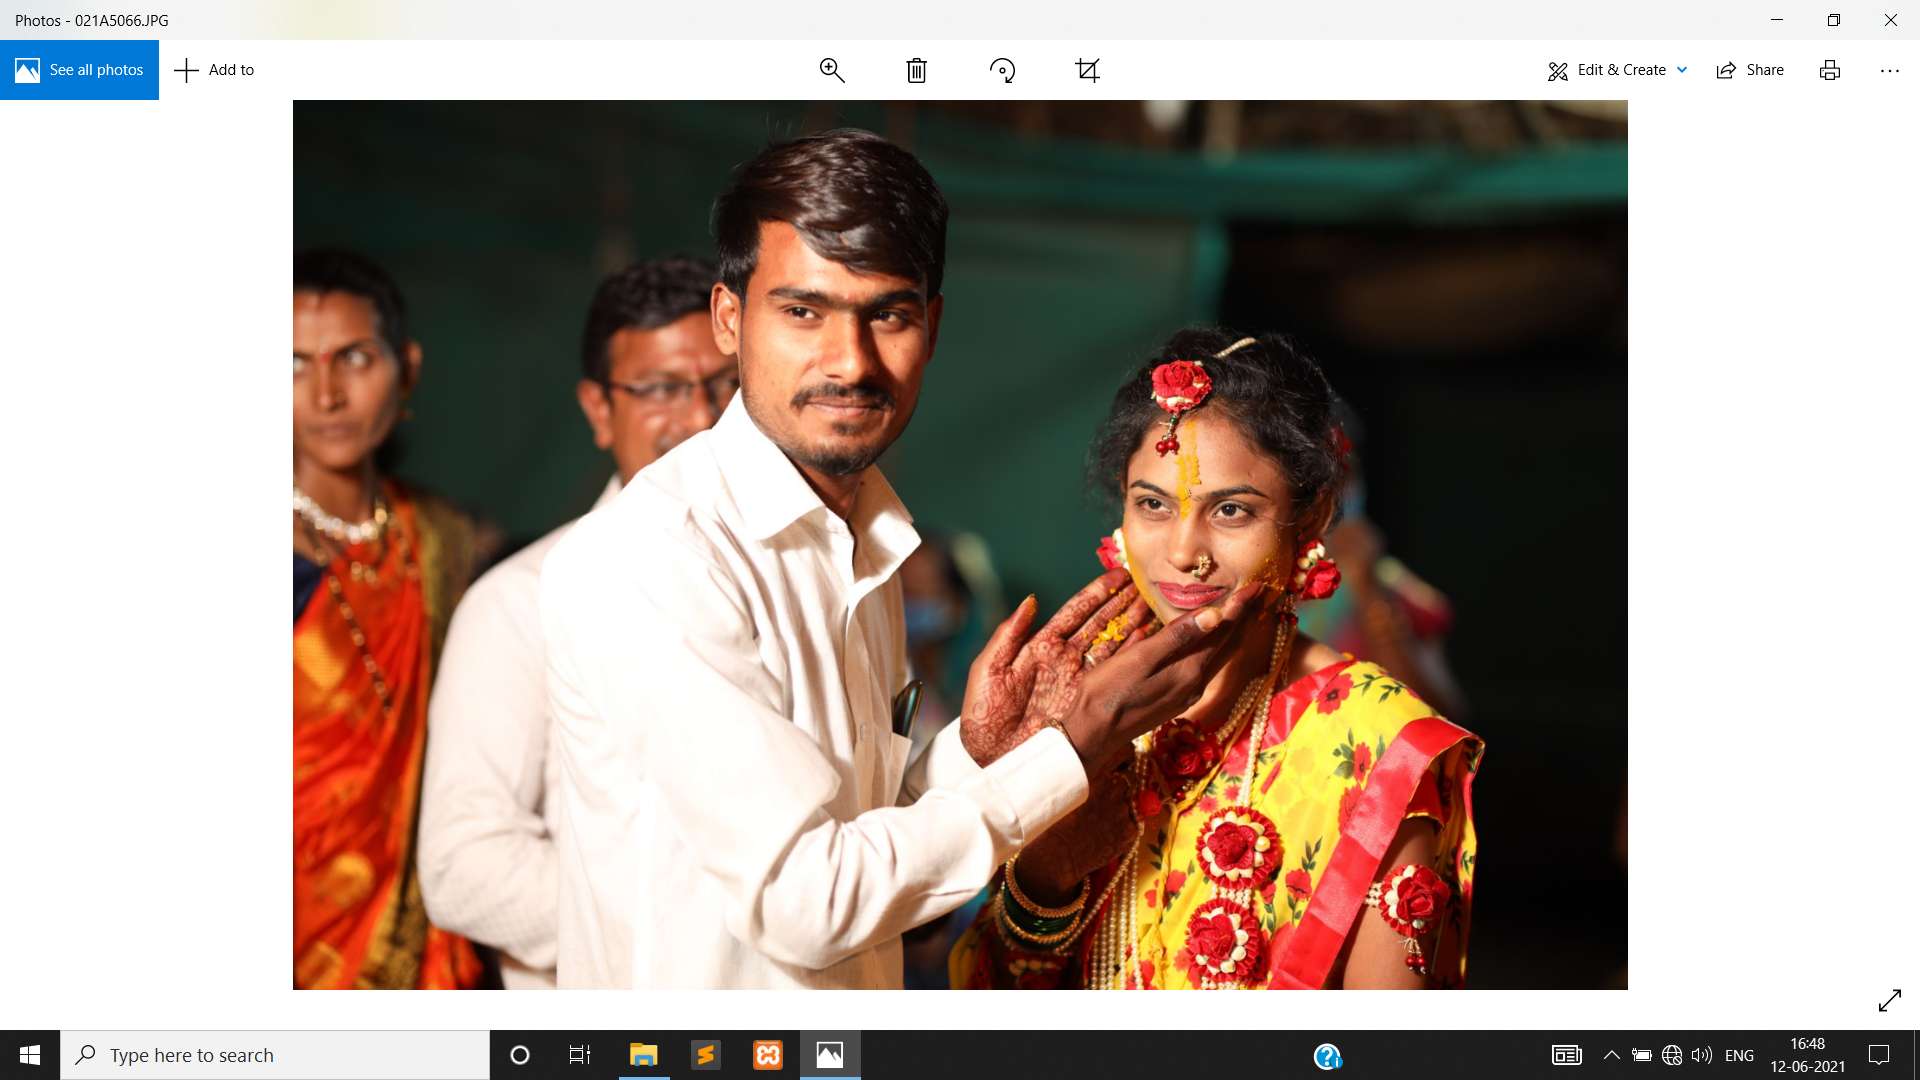 Photos - 021A5066.JPG
See all photos
Add to
Edit & Create
Share
Type here to search
ENG
16:48
12-06-2021